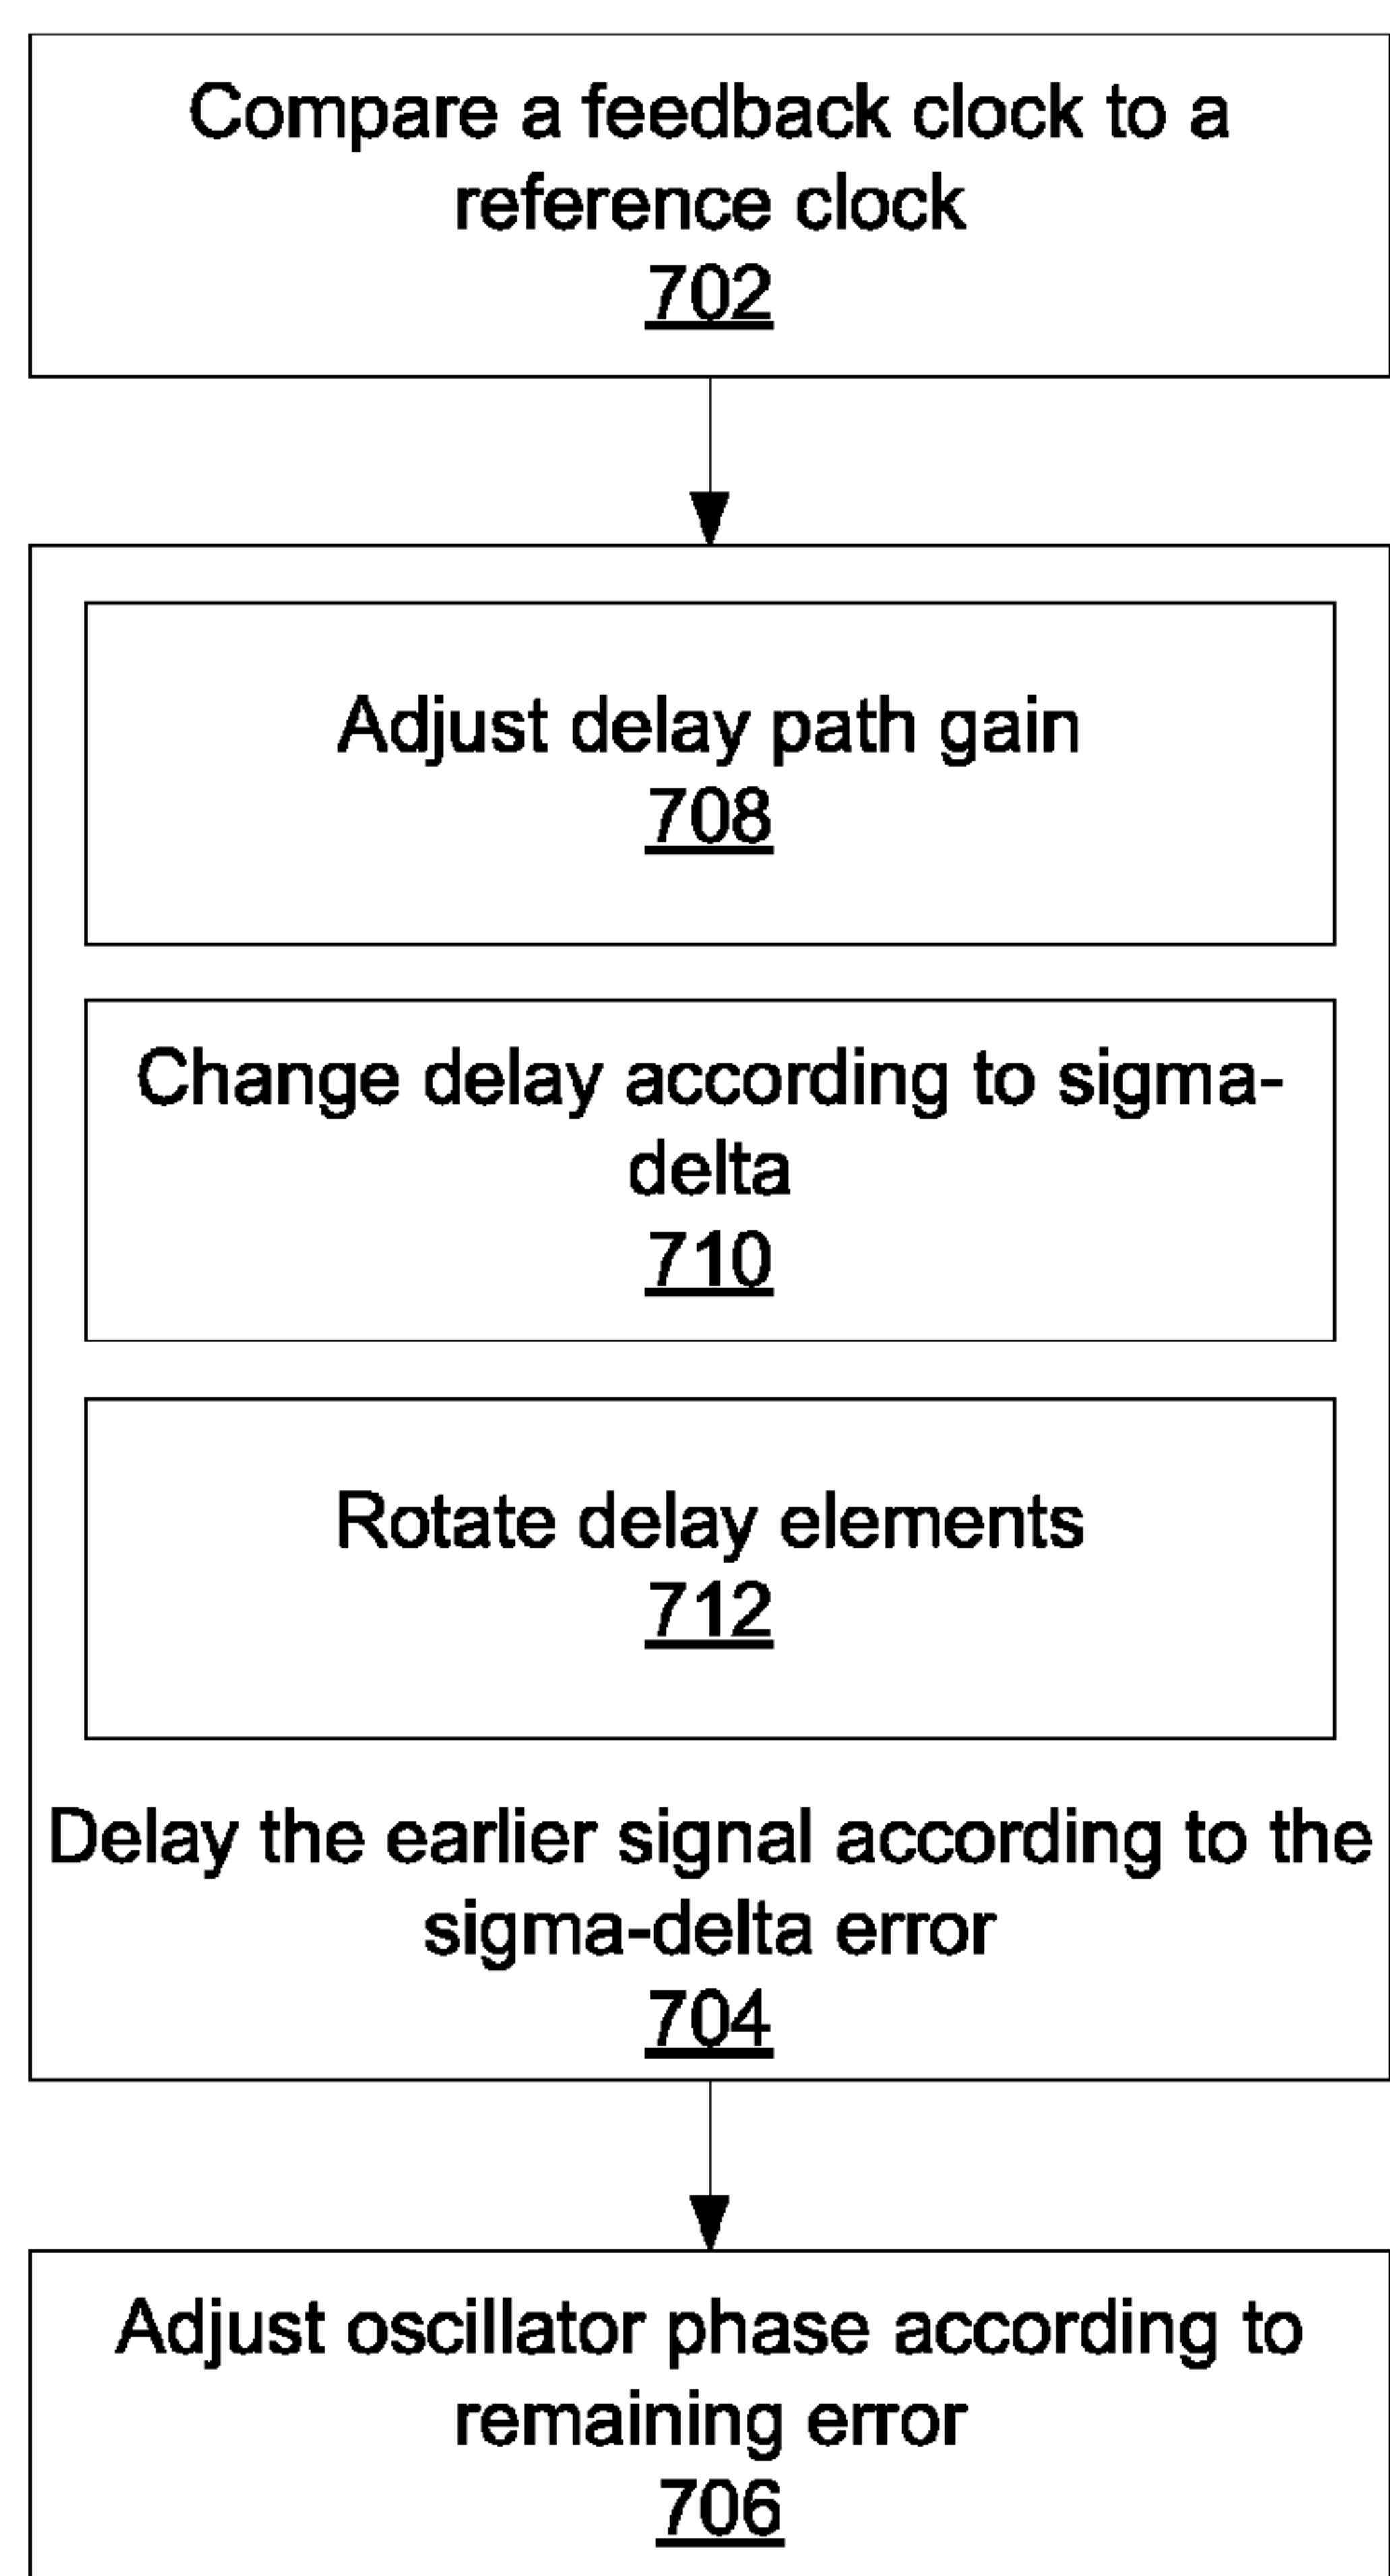 Compare a feedback clock to a
reference clock
702
Adjust delay path gain
708
Change delay according to sigma-
delta
710
Rotate delay elements
712
Delay the earlier signal according to the
sigma-delta error
704
Adjust oscillator phase according to
remaining error
706